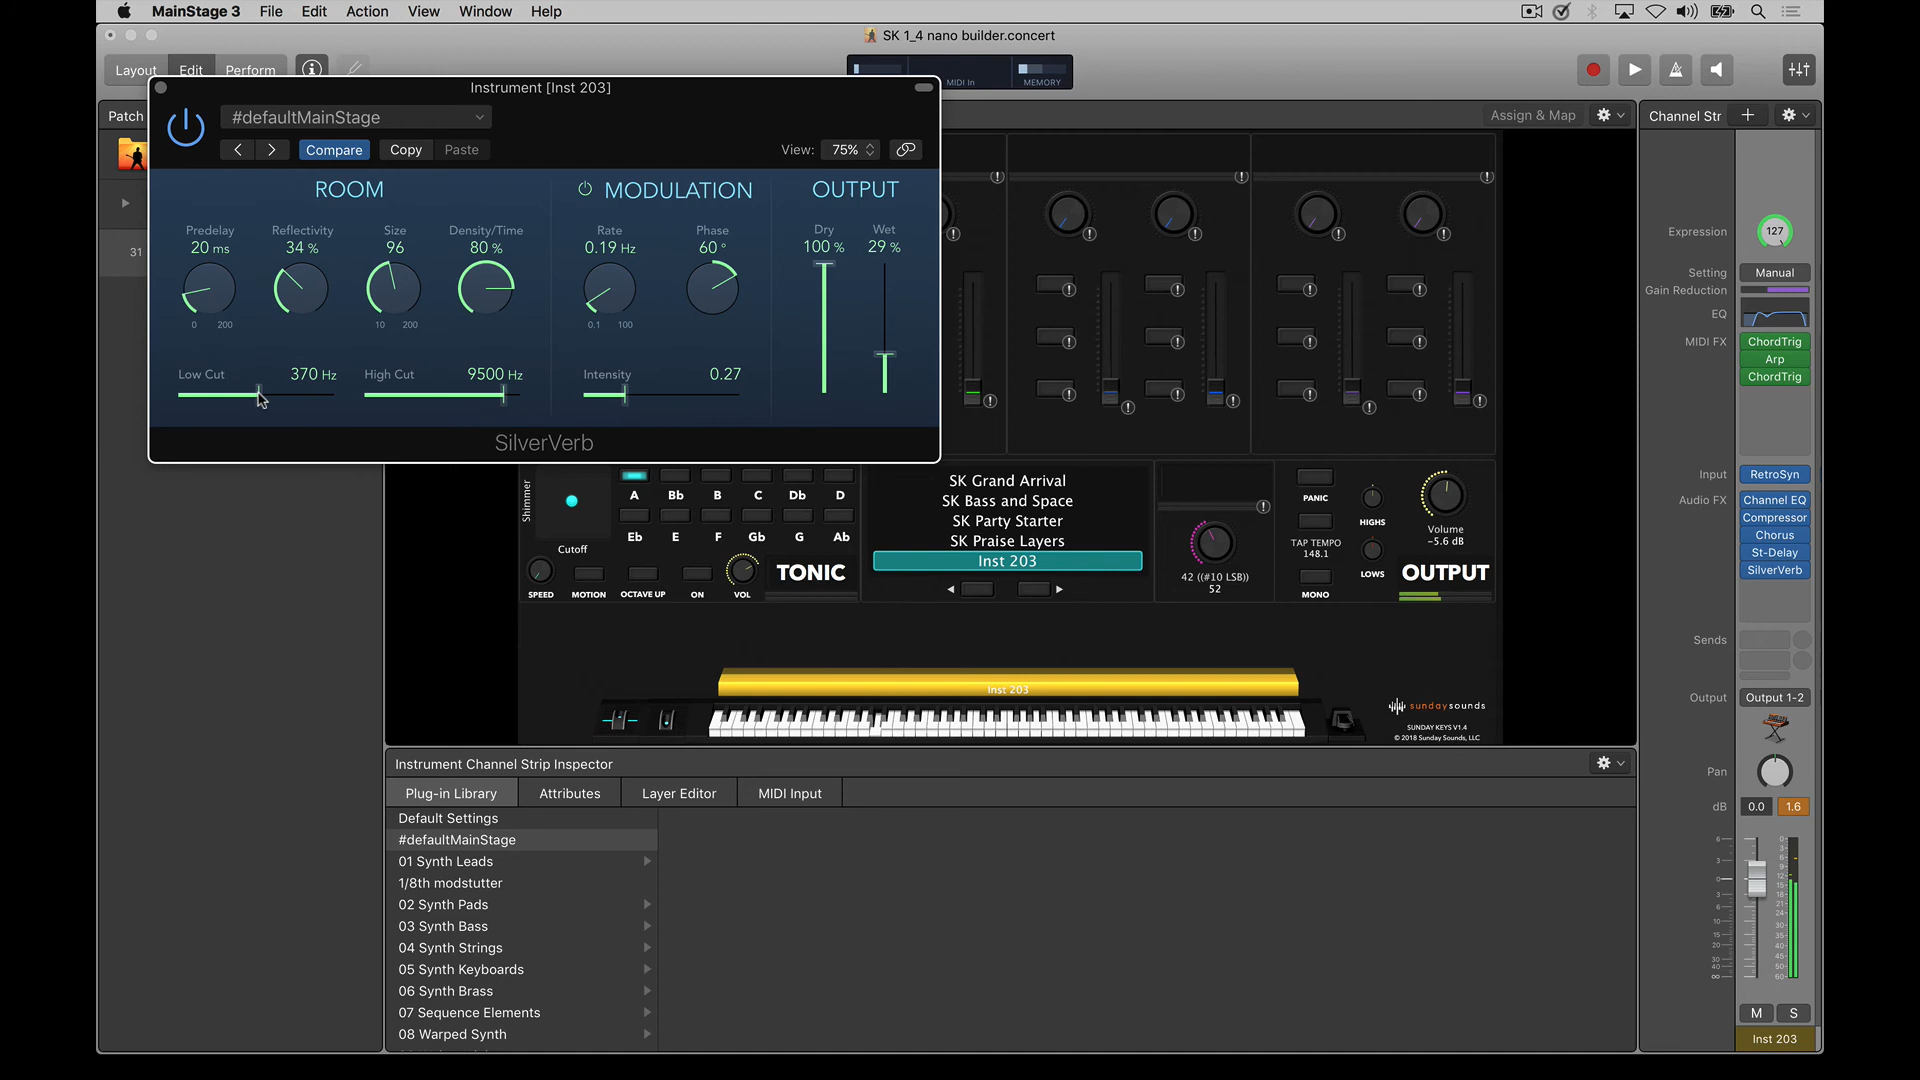 MainStage 3 File Edit Action View Window Help
SK 1_4 nano builder.concert
Layout Edit Perform
MIDI In MEMORY
Patch
Assign & Map
Channel Str
Instrument [Inst 203]
#defaultMainStage
Compare Copy Paste
View: 75%
ROOM MODULATION OUTPUT
Predelay Reflectivity Size Density/Time Rate Phase Dry Wet
20 ms 34 % 96 80 % 0.19 Hz 60 ° 100 % 29 %
0 200 10 200 0.1 100
Low Cut 370 Hz High Cut 9500 Hz Intensity 0.27
SilverVerb
31
Shimmer
A Bb B C Db D
Eb E F Gb G Ab
Cutoff
SPEED MOTION OCTAVE UP ON VOL
TONIC
SK Grand Arrival
SK Bass and Space
SK Party Starter
SK Praise Layers
Inst 203
42 ((#10 LSB))
52
PANIC
TAP TEMPO
148.1
MONO
HIGHS
LOWS
Volume
-5.6 dB
OUTPUT
Inst 203
sundaysounds
SUNDAY KEYS V1.4
© 2018 Sunday Sounds, LLC
Instrument Channel Strip Inspector
Plug-in Library Attributes Layer Editor MIDI Input
Default Settings
#defaultMainStage
01 Synth Leads
1/8th modstutter
02 Synth Pads
03 Synth Bass
04 Synth Strings
05 Synth Keyboards
06 Synth Brass
07 Sequence Elements
08 Warped Synth
Expression 127
Setting Manual
Gain Reduction
EQ
MIDI FX ChordTrig
Arp
ChordTrig
Input RetroSyn
Audio FX Channel EQ
Compressor
Chorus
St-Delay
SilverVerb
Sends
Output Output 1-2
Pan
dB 0.0 1.6
M S
Inst 203